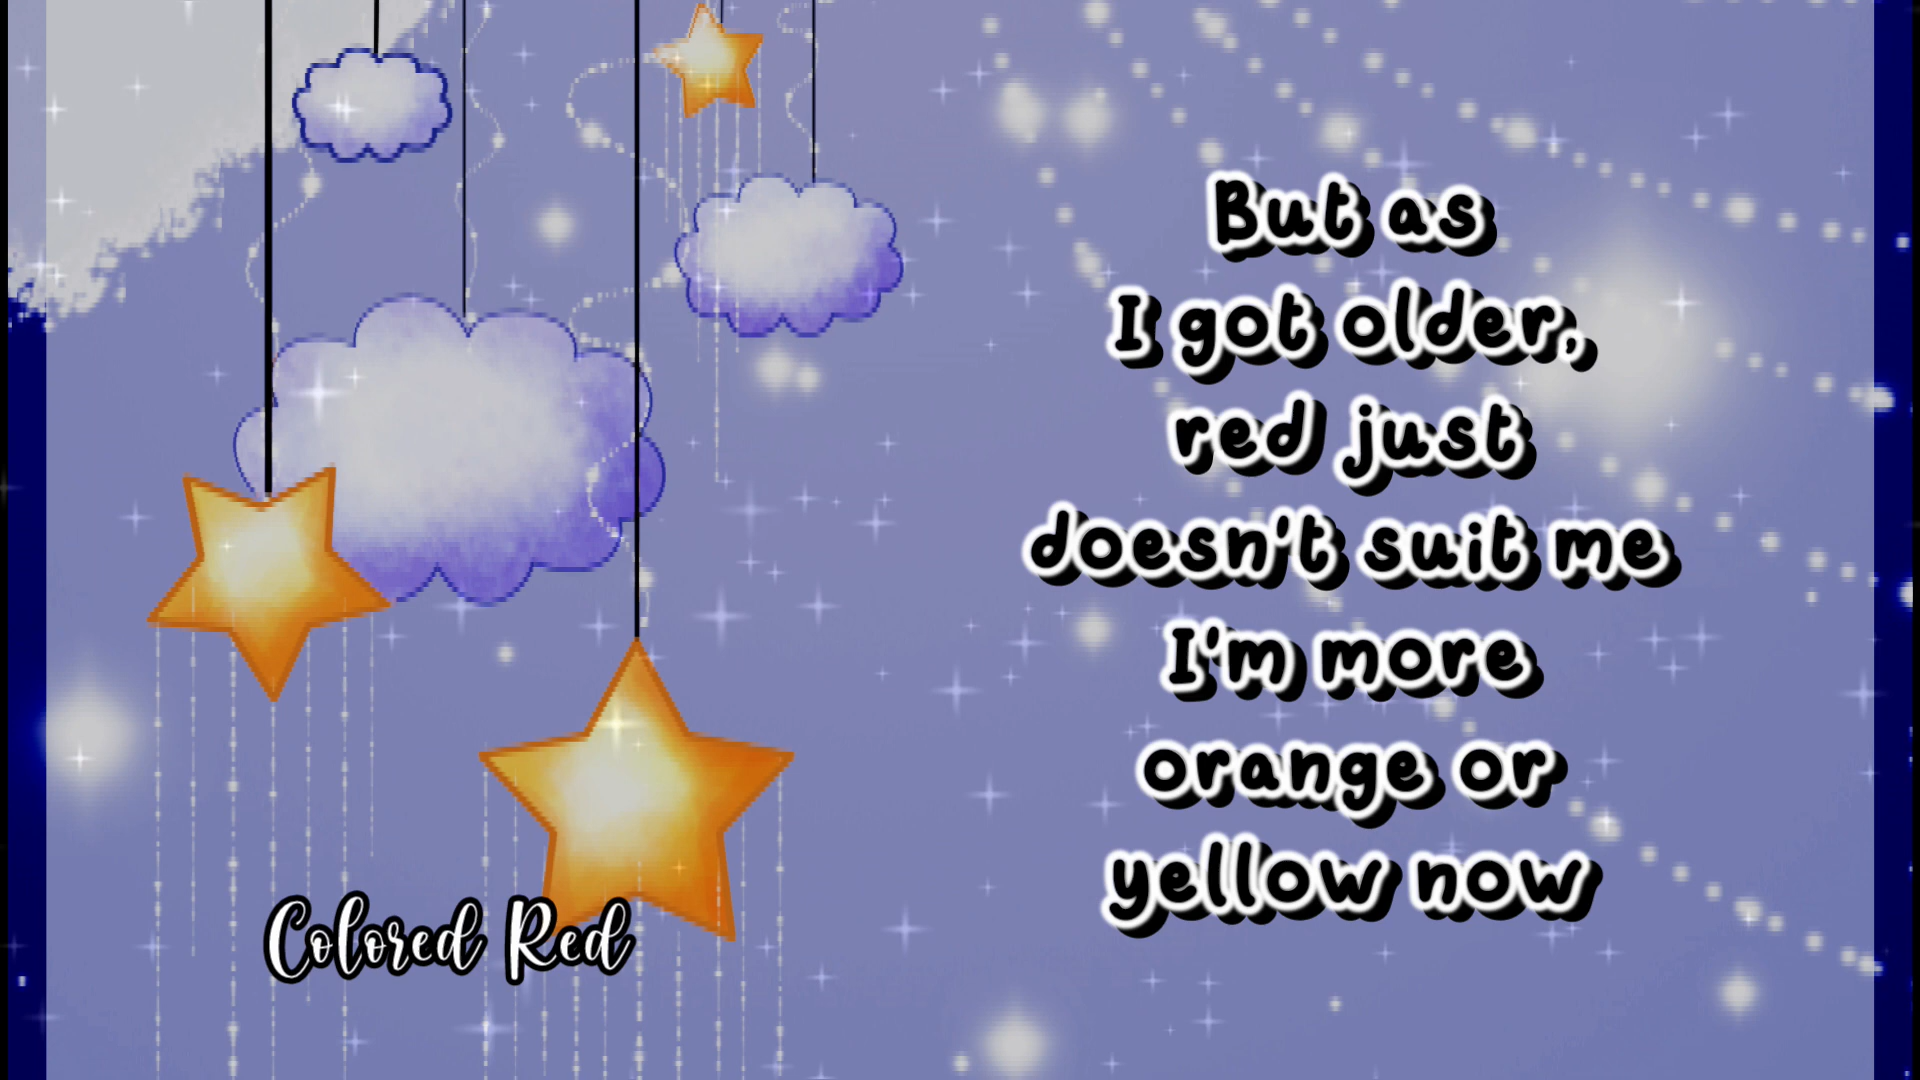 But as
I got older,
red just
doesn't suit me
I'm more
orange or
yellow now
Colored Red